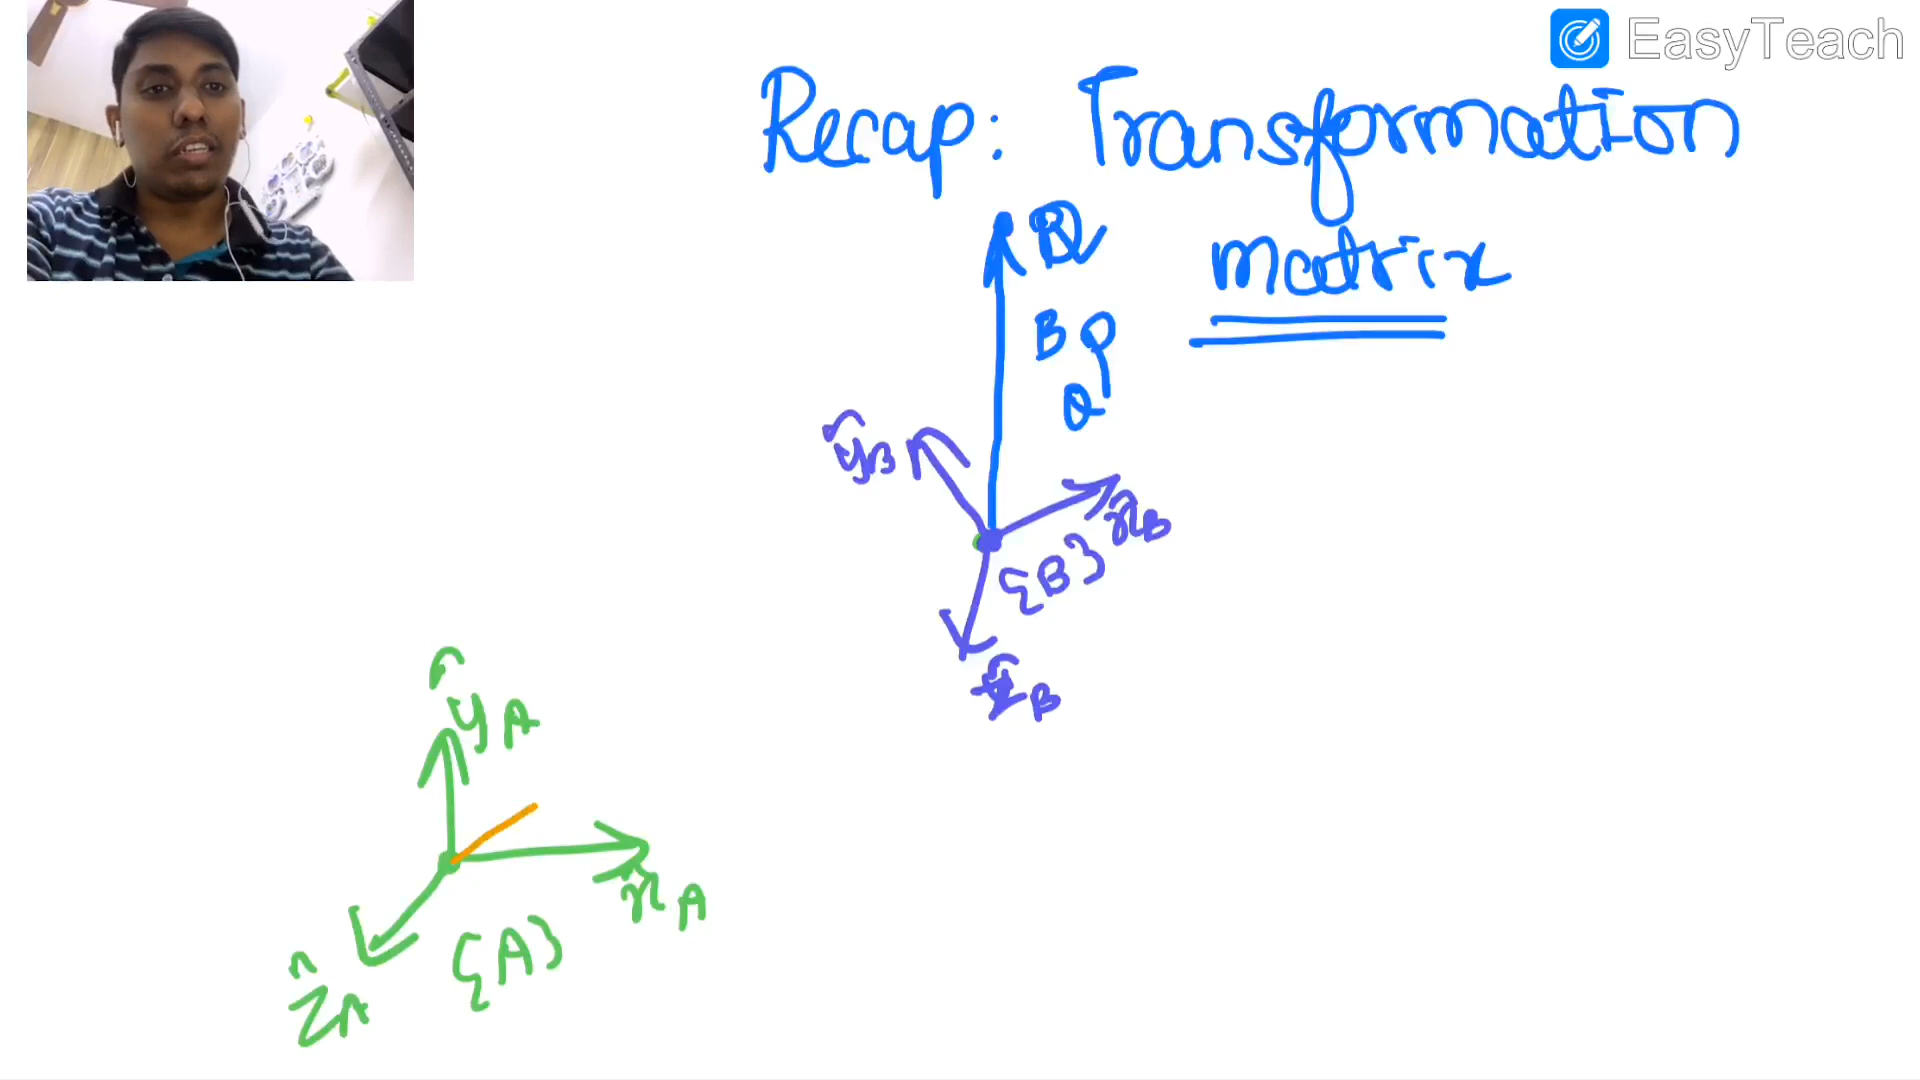 EasyTeach
Recap: Transformation
matrix
Q
B P
Q
ŷB
x̂B
{B}
ẑB
ŷA
x̂A
{A}
ẑA